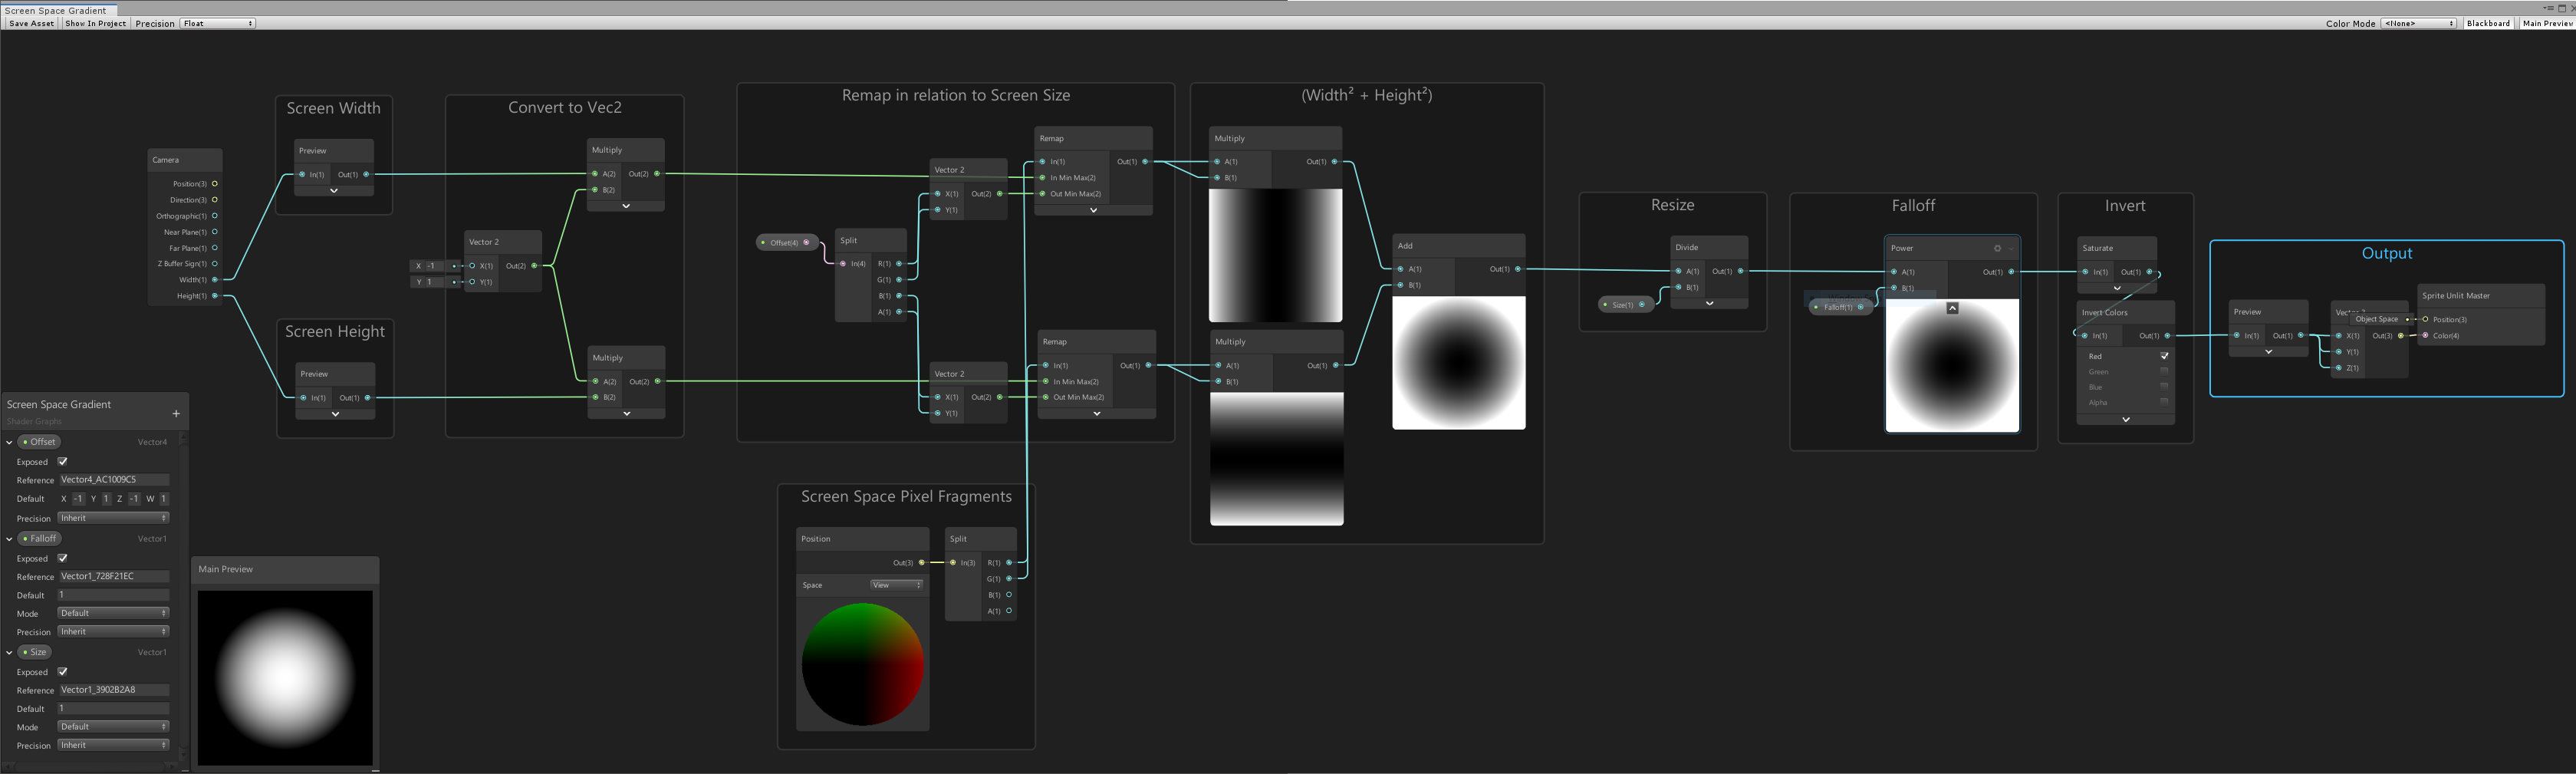 Screen Space Gradient
Save Asset Show In Project Precision Float
Color Mode <None> Blackboard Main Preview
Camera
Position(3)
Direction(3)
Orthographic(1)
Near Plane(1)
Far Plane(1)
Z Buffer Sign(1)
Width(1)
Height(1)
Screen Width
Preview
In(1) Out(1)
Screen Height
Preview
In(1) Out(1)
Convert to Vec2
Multiply
A(2) Out(2)
B(2)
Vector 2
X -1 X(1) Out(2)
Y 1 Y(1)
Multiply
A(2) Out(2)
B(2)
Remap in relation to Screen Size
Offset(4)
Split
In(4) R(1)
G(1)
B(1)
A(1)
Vector 2
X(1) Out(2)
Y(1)
Remap
In(1) Out(1)
In Min Max(2)
Out Min Max(2)
Vector 2
X(1) Out(2)
Y(1)
Remap
In(1) Out(1)
In Min Max(2)
Out Min Max(2)
Screen Space Pixel Fragments
Position
Out(3)
Space View
Split
In(3) R(1)
G(1)
B(1)
A(1)
(Width² + Height²)
Multiply
A(1) Out(1)
B(1)
Multiply
A(1) Out(1)
B(1)
Add
A(1) Out(1)
B(1)
Resize
Divide
A(1) Out(1)
B(1)
Size(1)
Falloff
Power
A(1) Out(1)
B(1)
Falloff(1)
Invert
Saturate
In(1) Out(1)
Invert Colors
In(1) Out(1)
Red
Green
Blue
Alpha
Output
Preview
In(1) Out(1)
X(1) Out(3)
Y(1)
Z(1)
Object Space
Sprite Unlit Master
Position(3)
Color(4)
Screen Space Gradient
+
Shader Graphs
Offset Vector4
Exposed
Reference Vector4_AC1009C5
Default X -1 Y 1 Z -1 W 1
Precision Inherit
Falloff Vector1
Exposed
Reference Vector1_728F21EC
Default 1
Mode Default
Precision Inherit
Size Vector1
Exposed
Reference Vector1_3902B2A8
Default 1
Mode Default
Precision Inherit
Main Preview